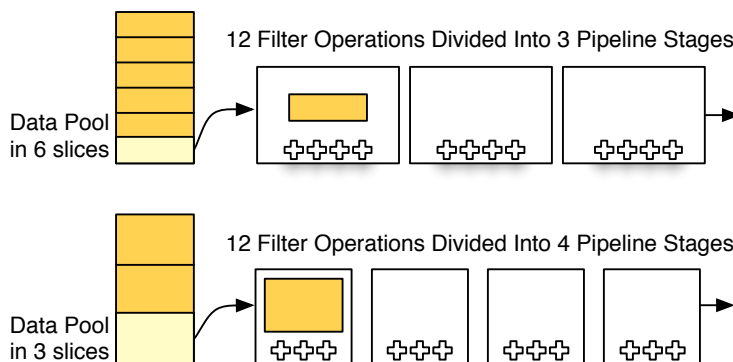 12 Filter Operations Divided Into 3 Pipeline Stages
Data Pool
in 6 slices
12 Filter Operations Divided Into 4 Pipeline Stages
Data Pool
in 3 slices